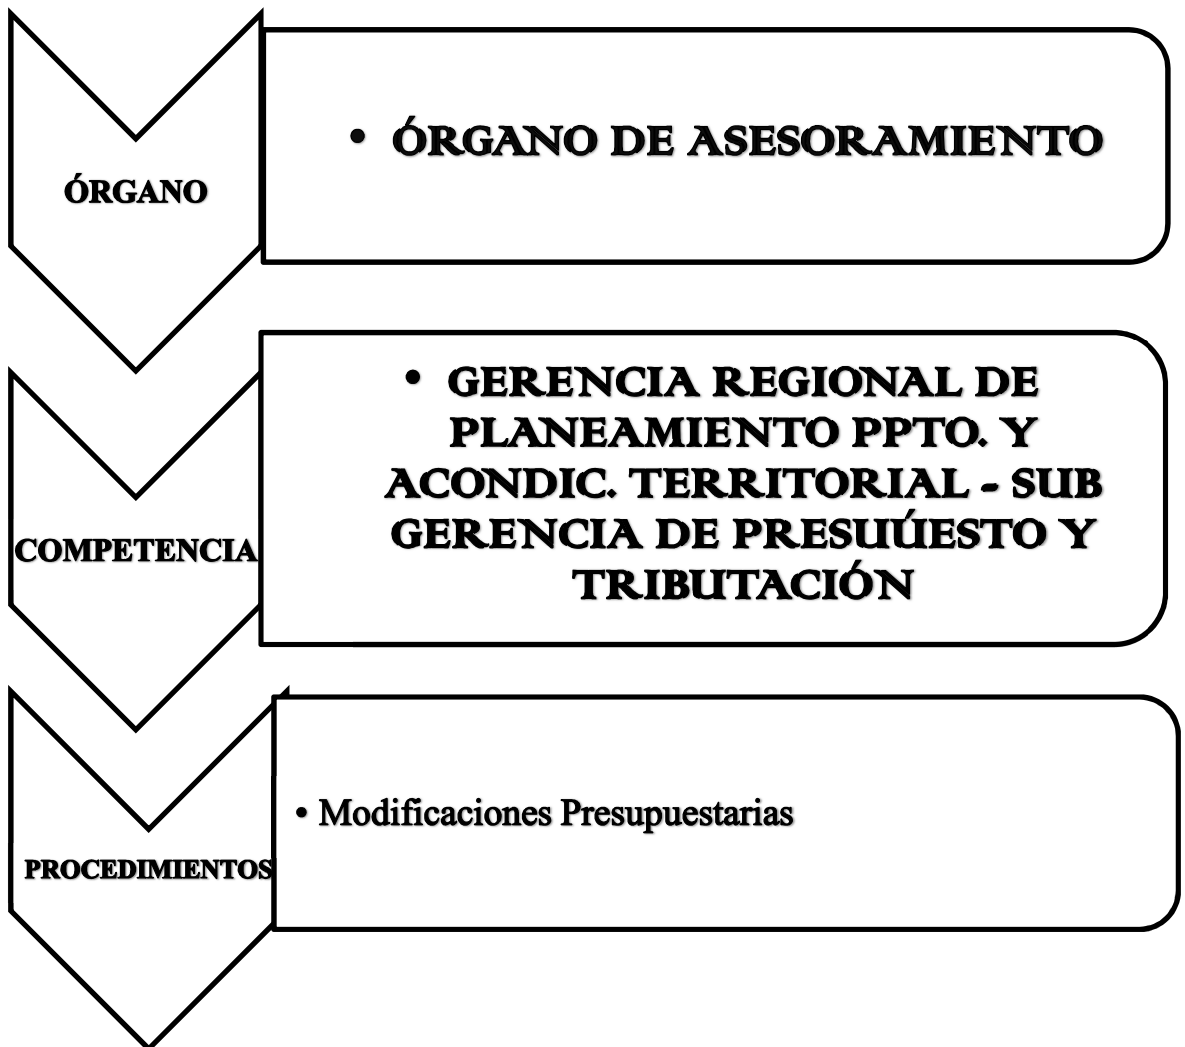 ÓRGANO
• ÓRGANO DE ASESORAMIENTO
COMPETENCIA
• GERENCIA REGIONAL DE
PLANEAMIENTO PPTO. Y
ACONDIC. TERRITORIAL - SUB
GERENCIA DE PRESUÚESTO Y
TRIBUTACIÓN
PROCEDIMIENTOS
• Modificaciones Presupuestarias